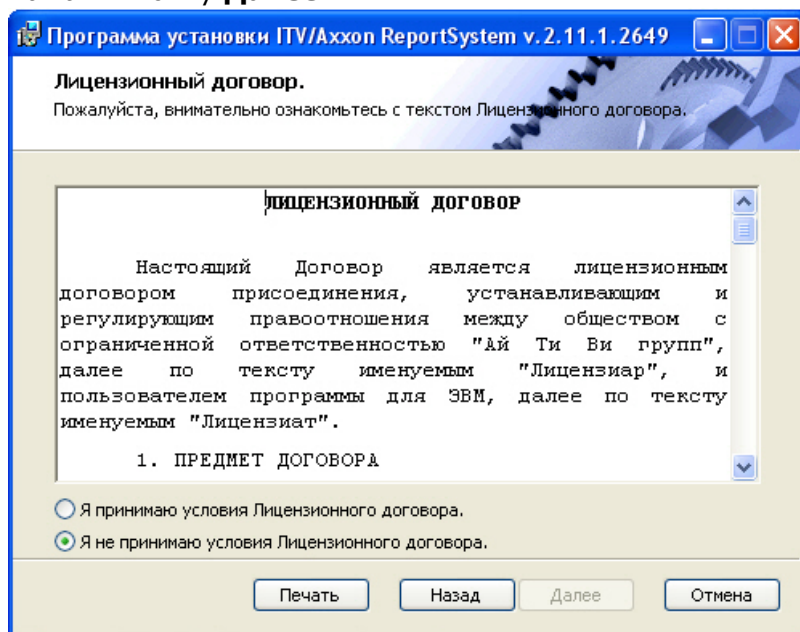 Программа установки ITV/Axxon ReportSystem v.2.11.1.2649
Лицензионный договор.
Пожалуйста, внимательно ознакомьтесь с текстом Лицензионного договора.
ЛИЦЕНЗИОННЫЙ ДОГОВОР
Настоящий Договор является лицензионным
договором присоединения, устанавливающим и
регулирующим правоотношения между обществом с
ограниченной ответственностью "Ай Ти Ви групп",
далее по тексту именуемым "Лицензиар", и
пользователем программы для ЭВМ, далее по тексту
именуемым "Лицензиат".
1. ПРЕДМЕТ ДОГОВОРА
Я принимаю условия Лицензионного договора.
Я не принимаю условия Лицензионного договора.
Печать Назад Далее Отмена